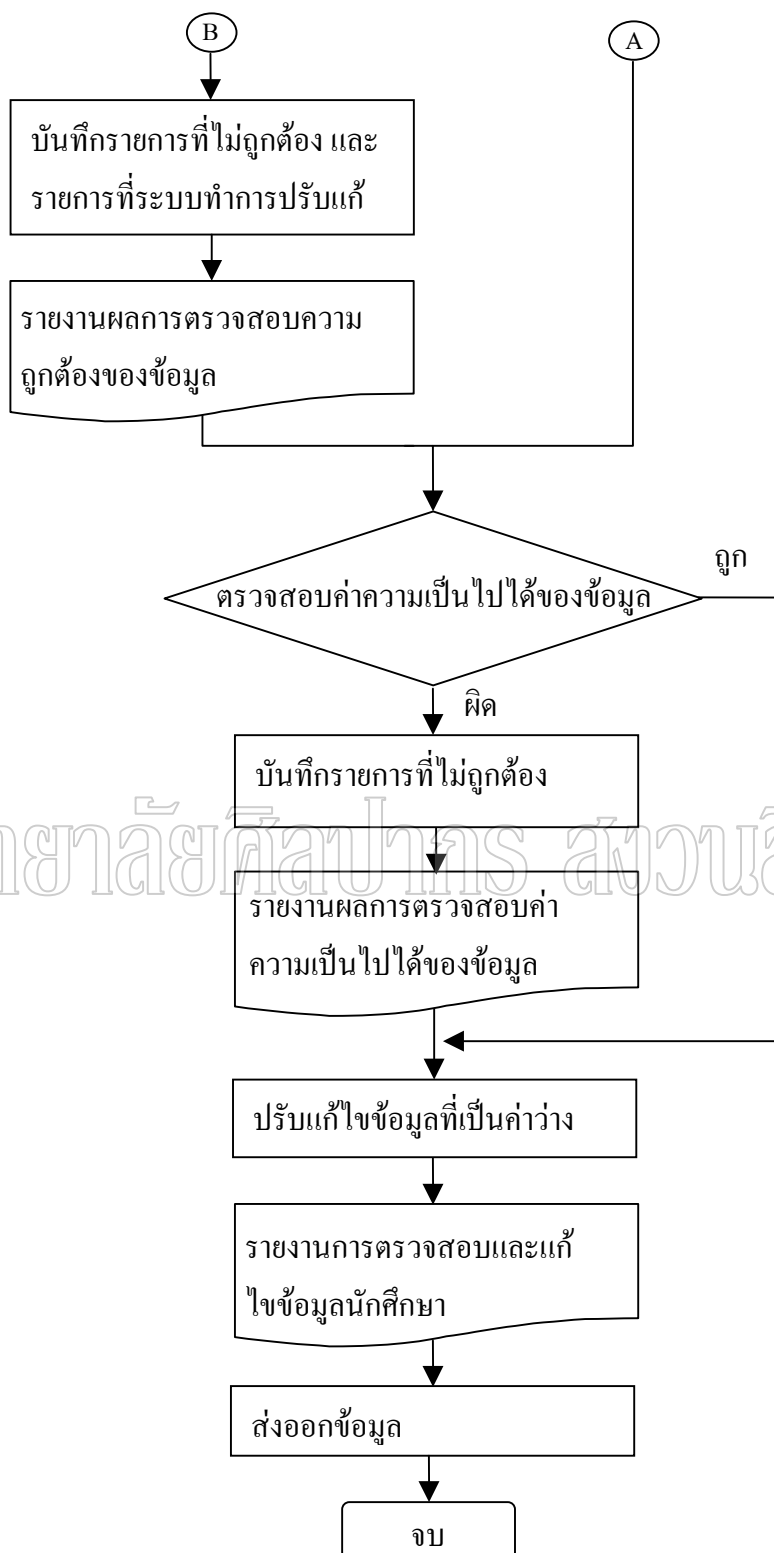 B
A
บันทึกรายการที่ไม่ถูกต้อง และ
รายการที่ระบบทำการปรับแก้
รายงานผลการตรวจสอบความ
ถูกต้องของข้อมูล
ถูก
ตรวจสอบค่าความเป็นไปได้ของข้อมูล
ผิด
บันทึกรายการที่ไม่ถูกต้อง
รายงานผลการตรวจสอบค่า
ความเป็นไปได้ของข้อมูล
ปรับแก้ไขข้อมูลที่เป็นค่าว่าง
รายงานการตรวจสอบและแก้
ไขข้อมูลนักศึกษา
ส่งออกข้อมูล
จบ